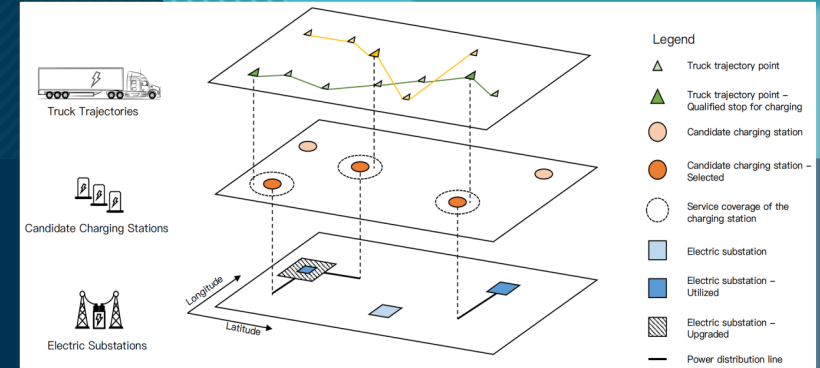 Truck Trajectories
Candidate Charging Stations
Longitude
Latitude
Electric Substations
Legend
Truck trajectory point
Truck trajectory point –
Qualified stop for charging
Candidate charging station
Candidate charging station –
Selected
Service coverage of the
charging station
Electric substation
Electric substation –
Utilized
Electric substation –
Upgraded
Power distribution line